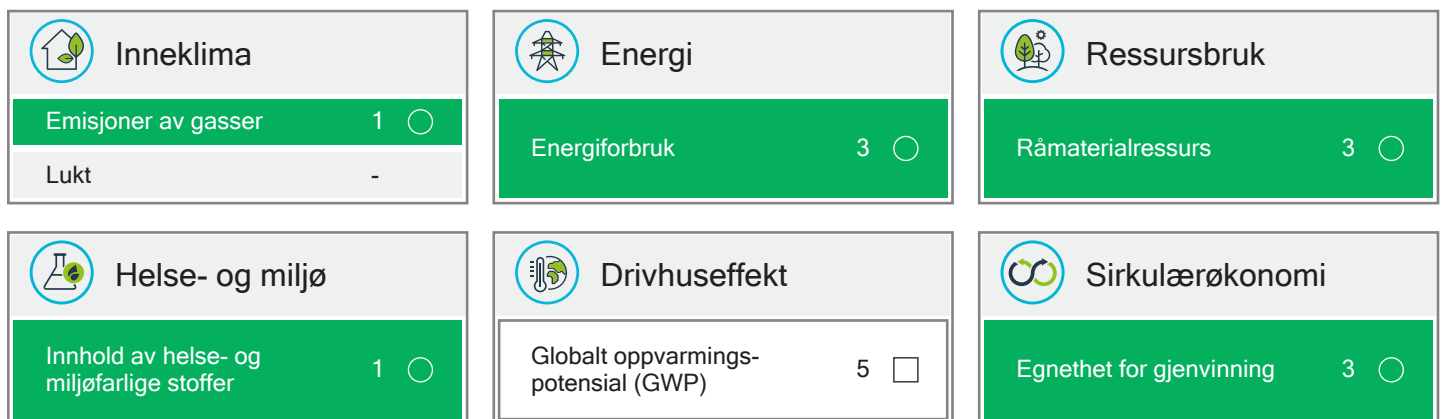 Inneklima
Emisjoner av gasser 1
Lukt -
Energi
Energiforbruk 3
Ressursbruk
Råmaterialressurs 3
Helse- og miljø
Innhold av helse- og
miljøfarlige stoffer 1
Drivhuseffekt
Globalt oppvarmings-
potensial (GWP) 5
Sirkulærøkonomi
Egnethet for gjenvinning 3